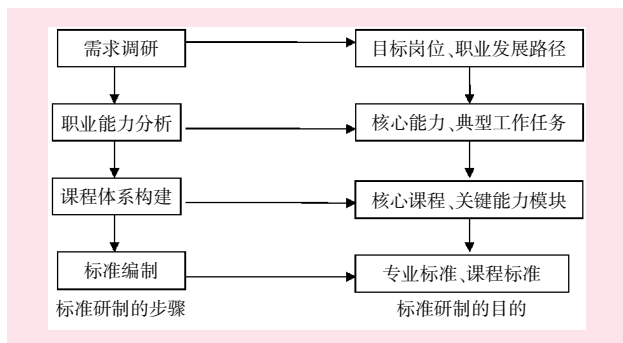 需求调研
目标岗位、职业发展路径
职业能力分析
核心能力、典型工作任务
课程体系构建
核心课程、关键能力模块
标准编制
专业标准、课程标准
标准研制的步骤
标准研制的目的